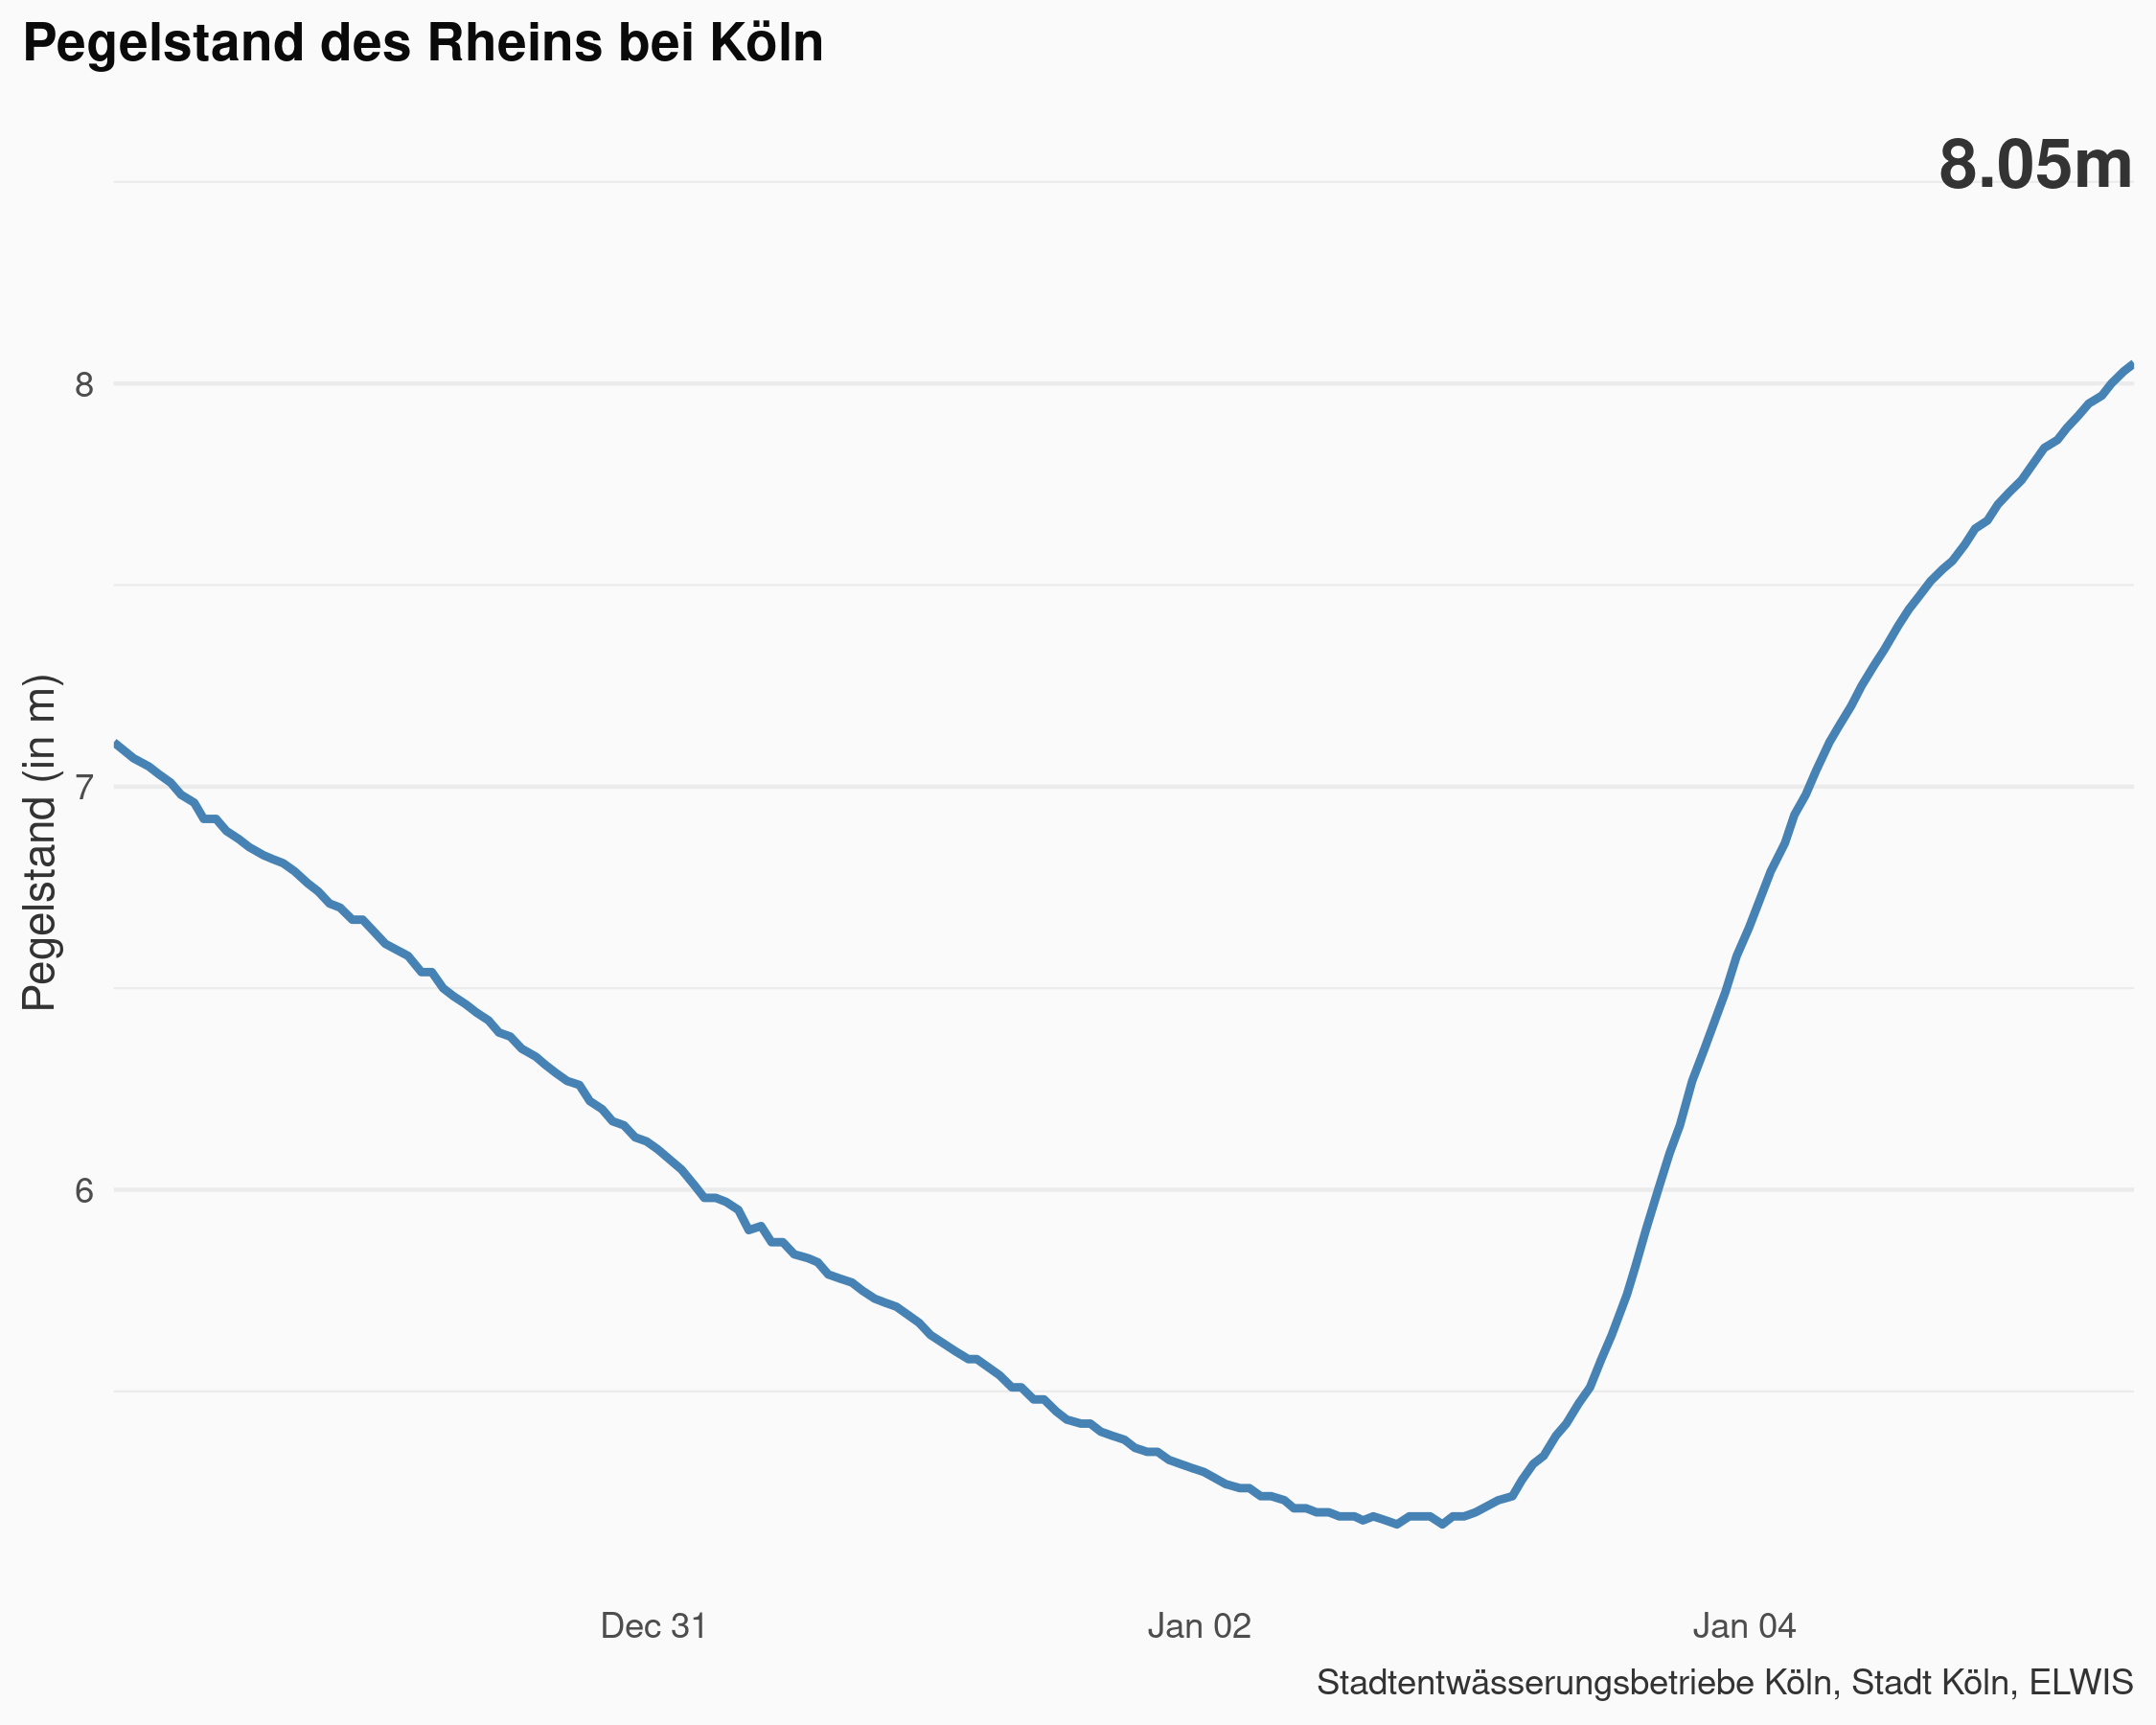 Pegelstand des Rheins bei Köln
8.05m
Pegelstand (in m)
8
7
6
Dec 31
Jan 02
Jan 04
Stadtentwässerungsbetriebe Köln, Stadt Köln, ELWIS